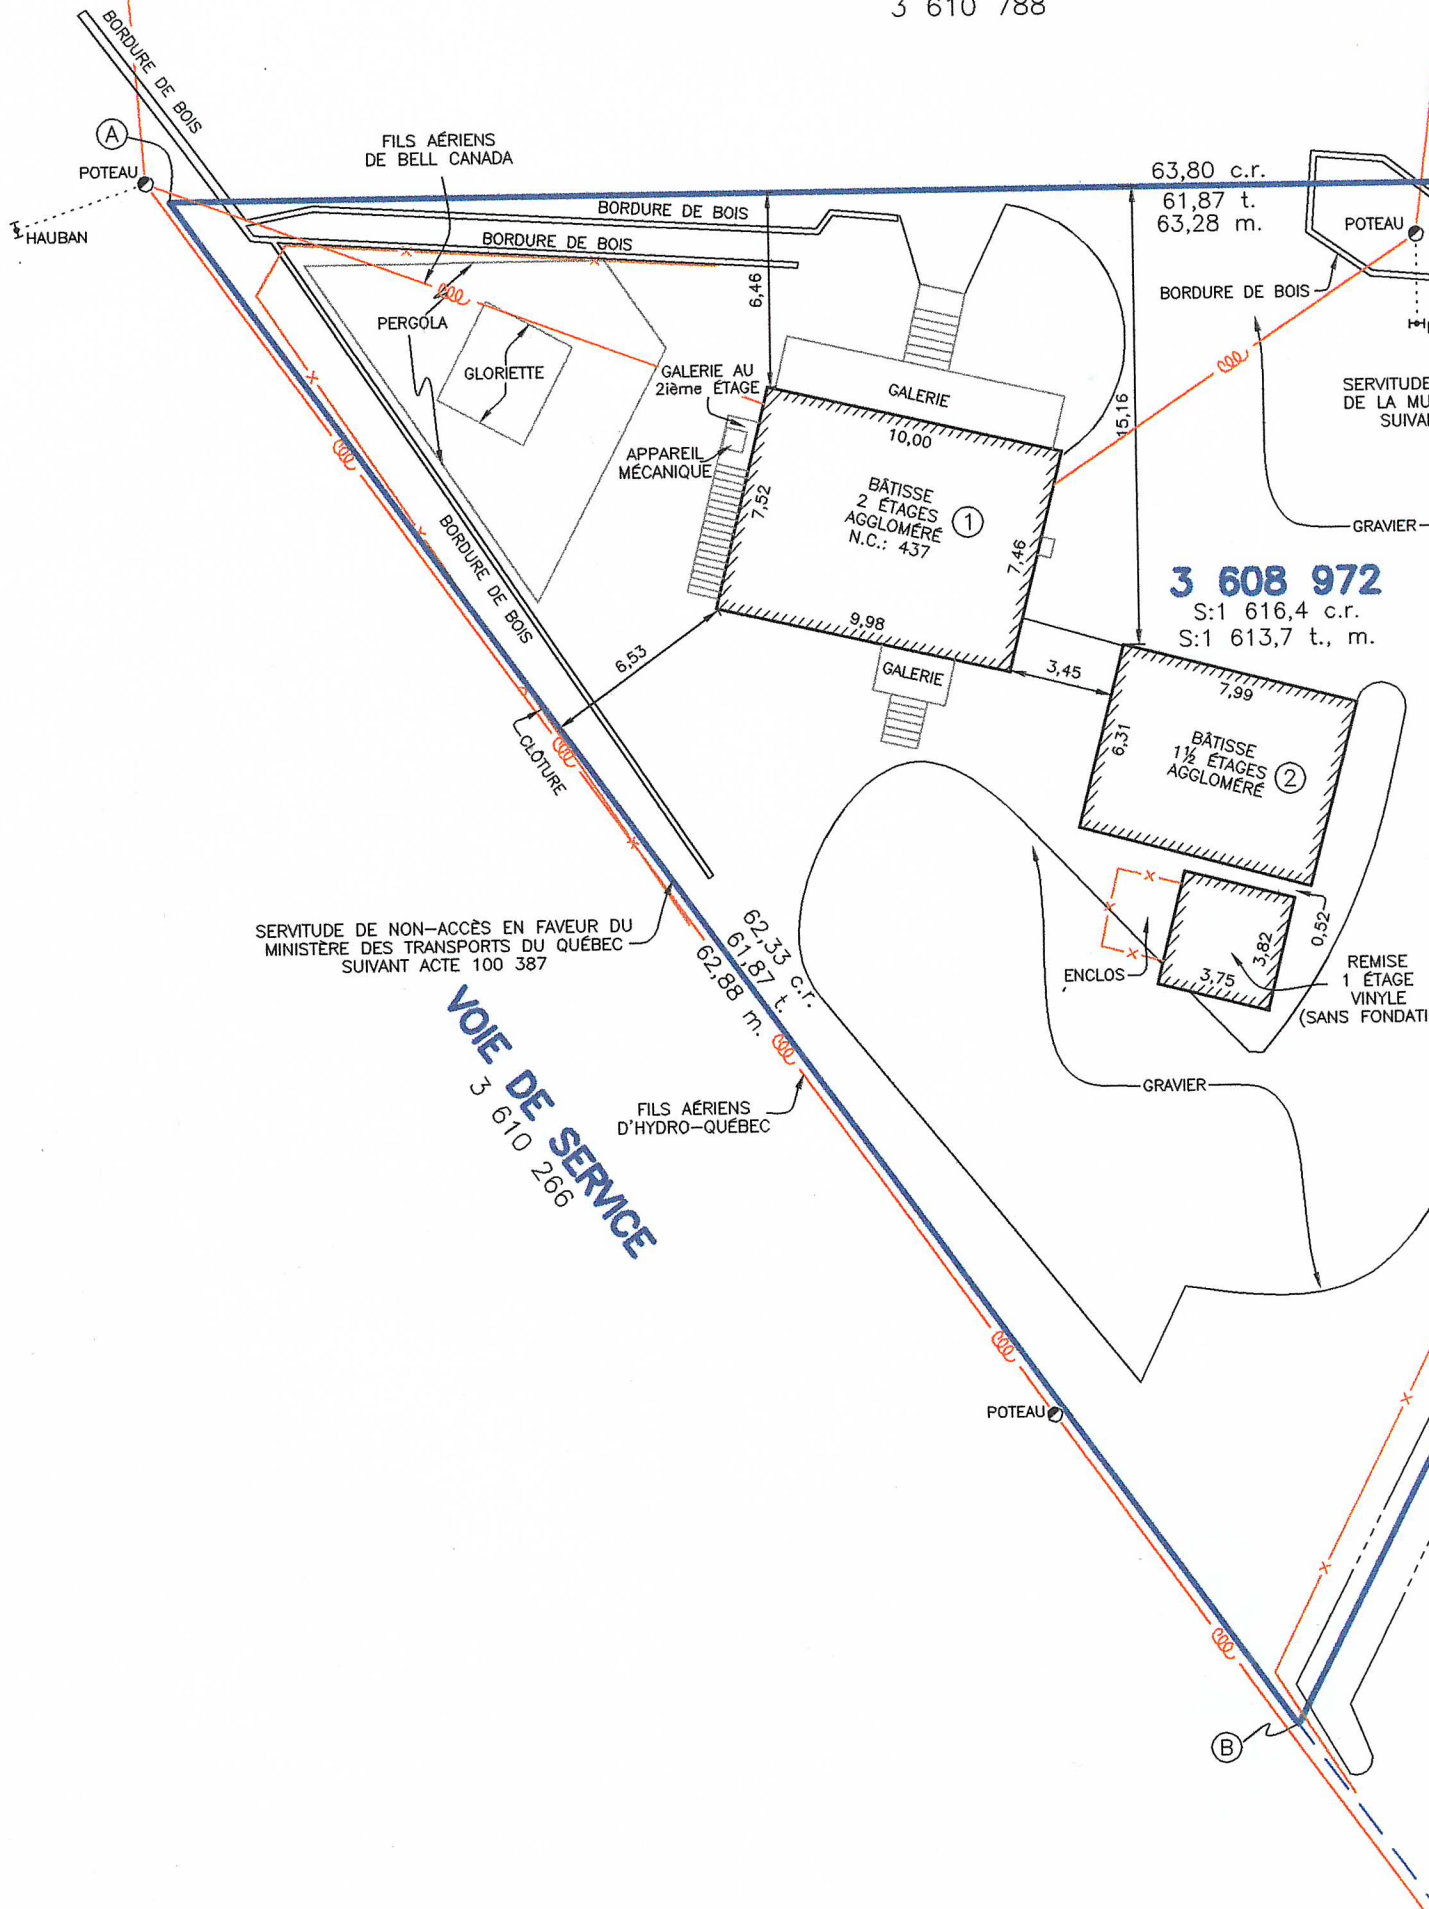 3 610 788
BORDURE DE BOIS
A
POTEAU
HAUBAN
FILS AÉRIENS
DE BELL CANADA
63,80 c.r.
61,87 t.
63,28 m.
BORDURE DE BOIS
BORDURE DE BOIS
POTEAU
BORDURE DE BOIS
6,46
15,16
PERGOLA
GLORIETTE
GALERIE AU
2ième ÉTAGE
APPAREIL
MÉCANIQUE
GALERIE
10,00
7,52
BÂTISSE
2 ÉTAGES
AGGLOMÉRÉ
N.C.: 437
1
7,46
9,98
SERVITUDE
DE LA
GRAVIER
3 608 972
S:1 616,4 c.r.
S:1 613,7 t., m.
BORDURE DE BOIS
6,53
GALERIE
3,45
7,99
6,31
BÂTISSE
1½ ÉTAGES
AGGLOMÉRÉ
2
CLÔTURE
SERVITUDE DE NON-ACCÈS EN FAVEUR DU
MINISTÈRE DES TRANSPORTS DU QUÉBEC
SUIVANT ACTE 100 387
62,33 c.r.
61,87 t.
62,88 m.
ENCLOS
3,75
3,82
0,52
REMISE
1 ÉTAGE
VINYLE
(SANS
VOIE DE SERVICE
3 610 266
FILS AÉRIENS
D'HYDRO-QUÉBEC
GRAVIER
POTEAU
B